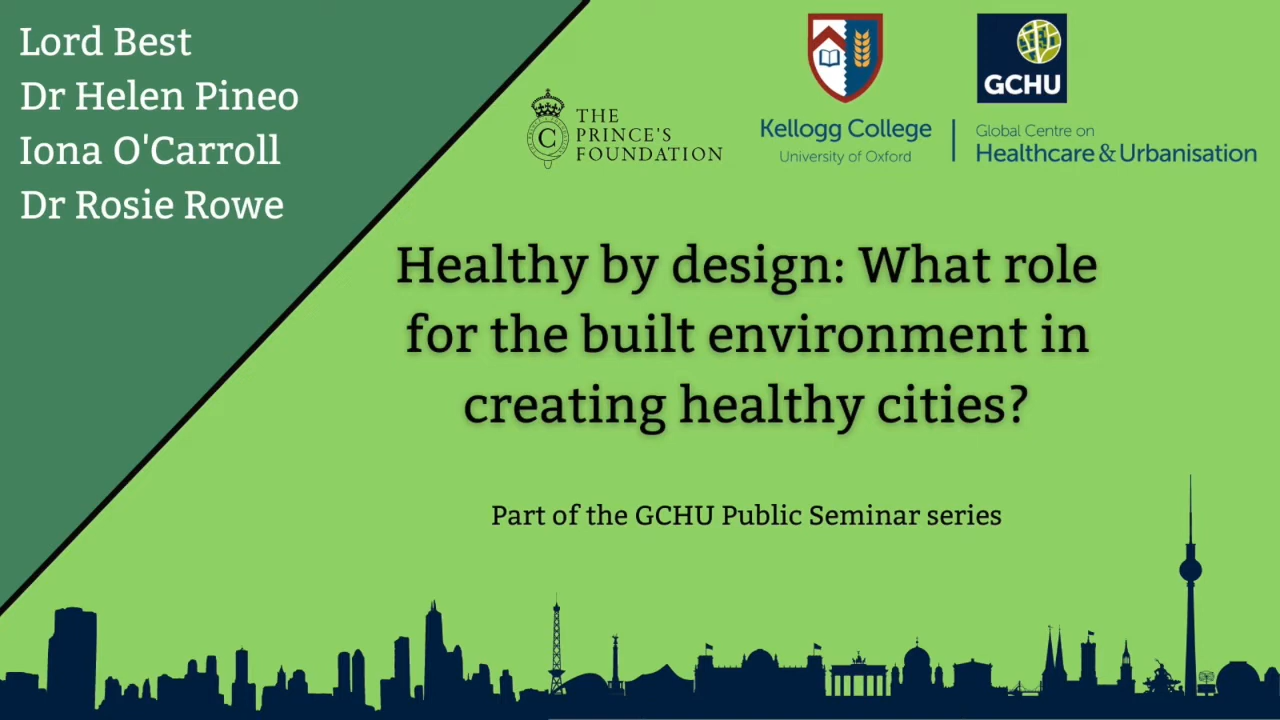 Lord Best
Dr Helen Pineo
Iona O'Carroll
Dr Rosie Rowe
C
THE
PRINCE'S
FOUNDATION
Kellogg College
University of Oxford
GCHU
Global Centre on
Healthcare & Urbanisation
Healthy by design: What role
for the built environment in
creating healthy cities?
Part of the GCHU Public Seminar series